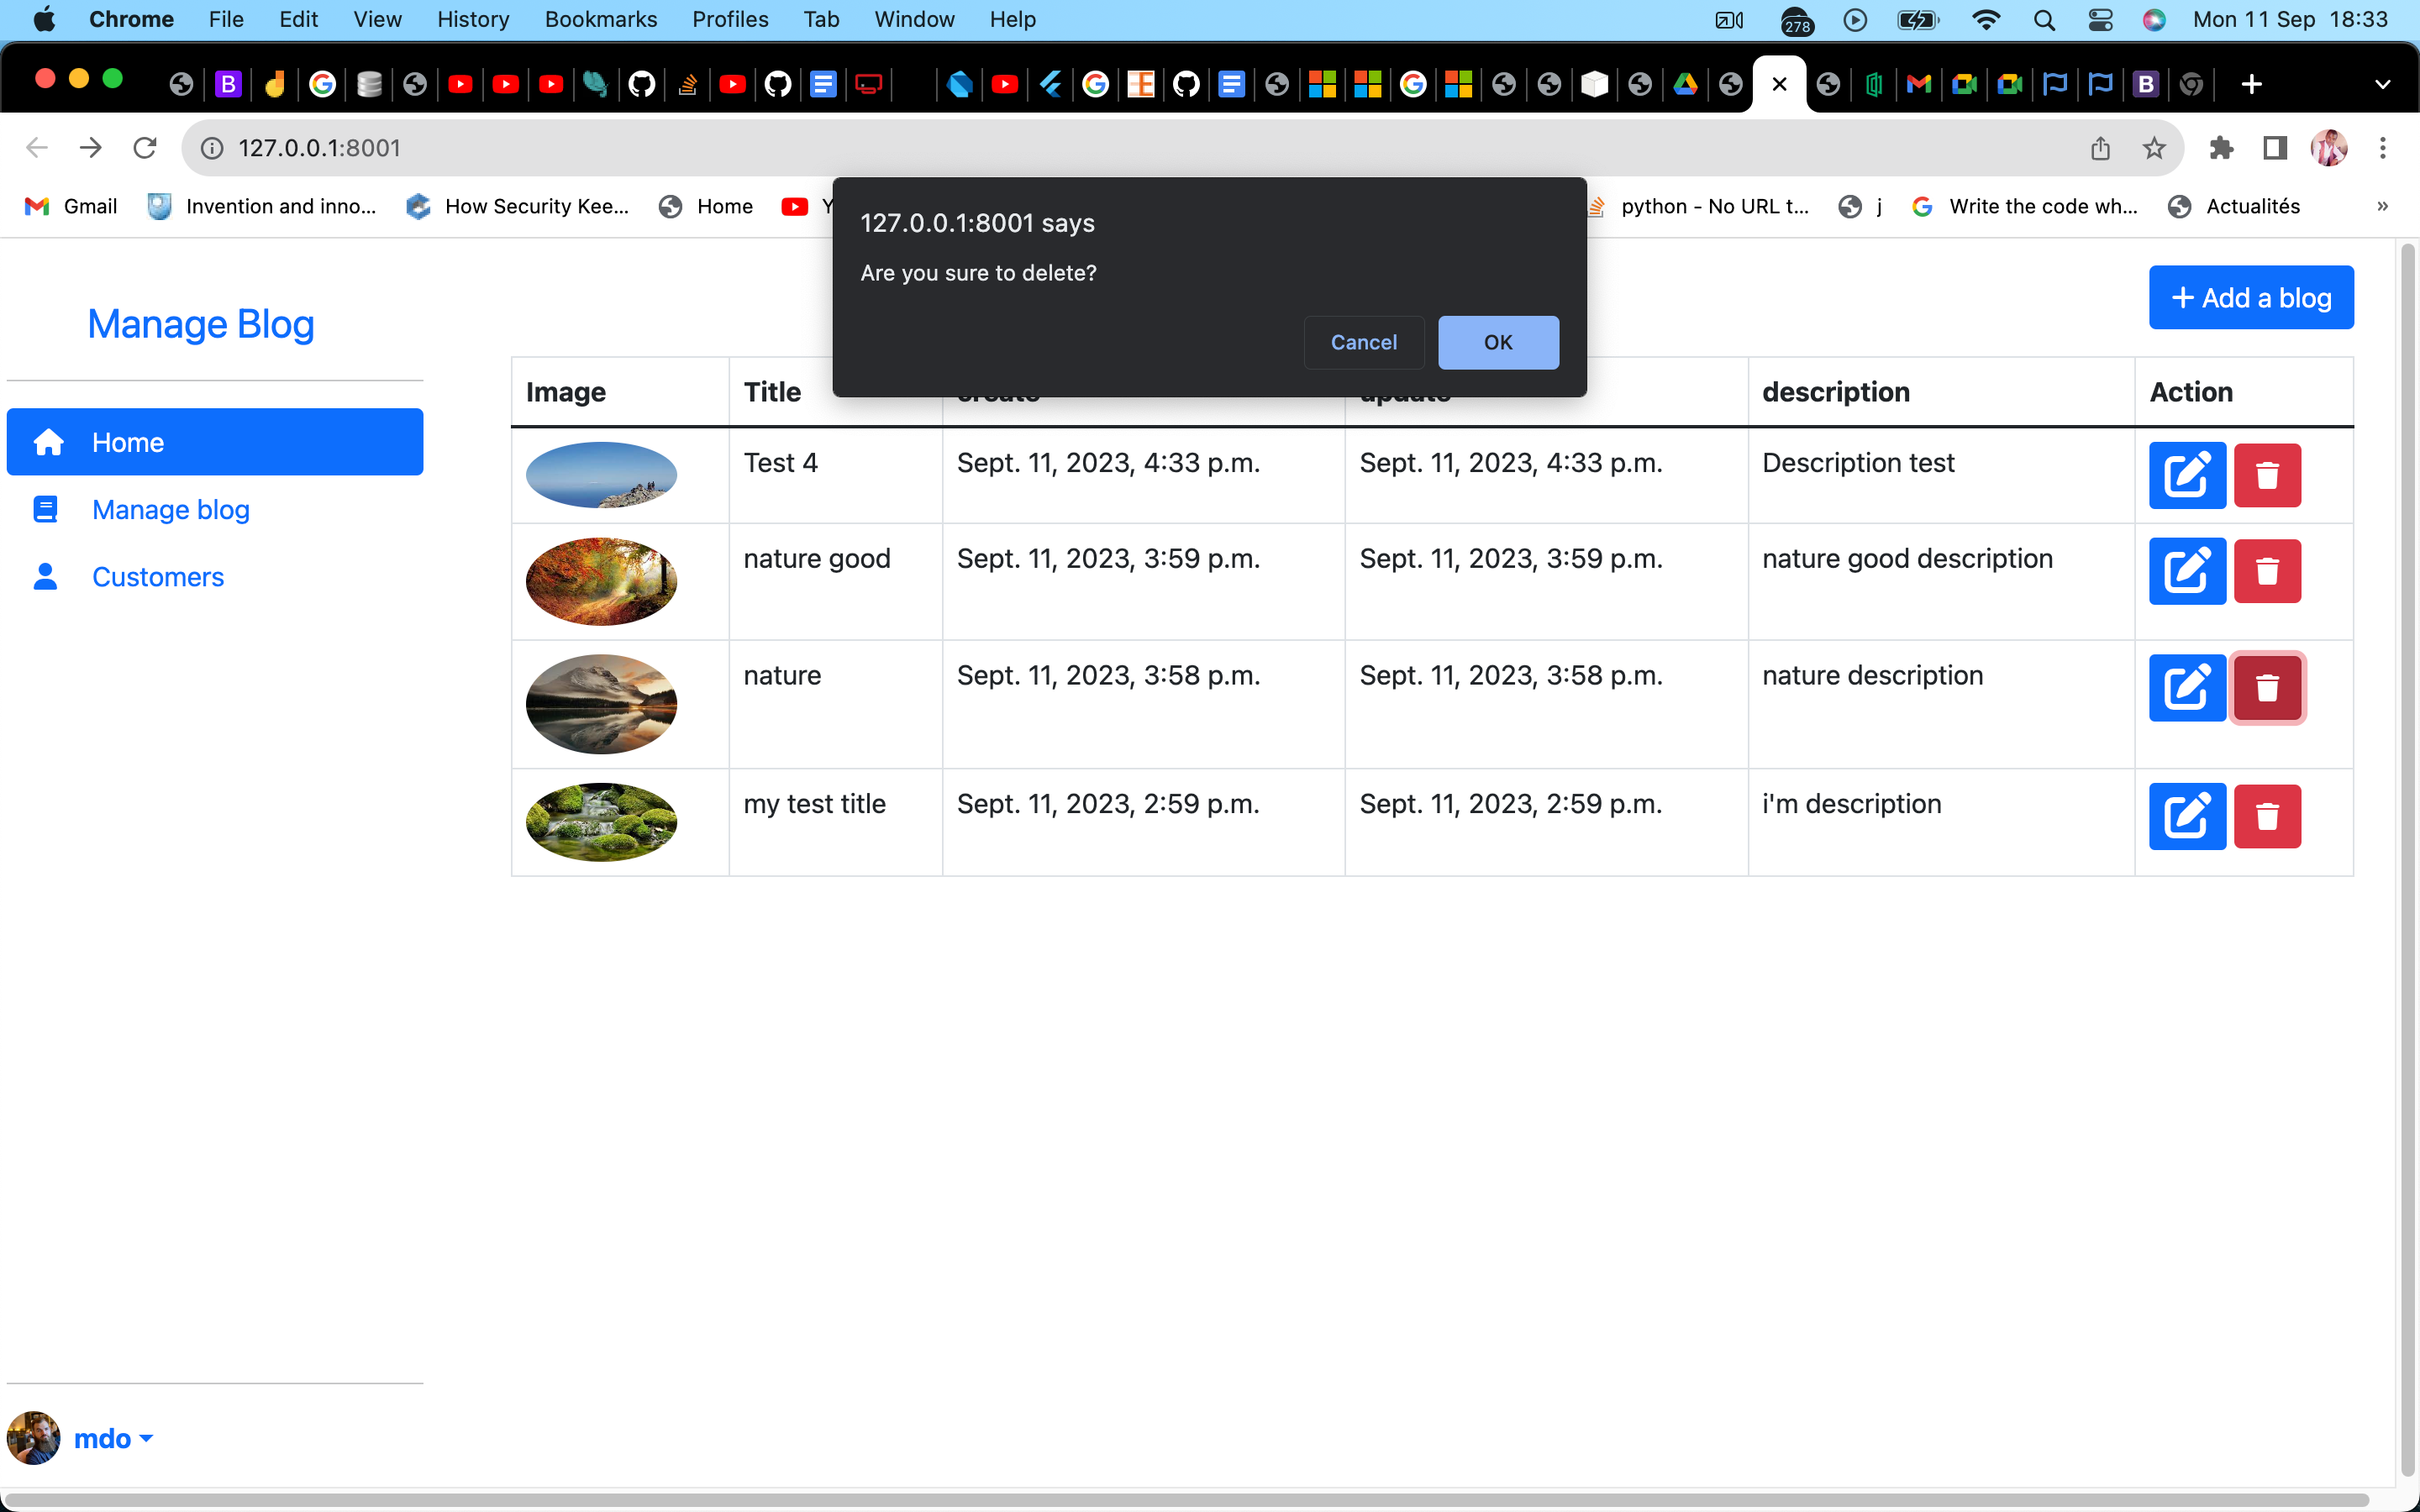 Chrome File Edit View History Bookmarks Profiles Tab Window Help 278 Mon 11 Sep 18:33
127.0.0.1:8001
Gmail Invention and inno... How Security Kee... Home python - No URL t... j Write the code wh... Actualités »
127.0.0.1:8001 says
Are you sure to delete?
Cancel OK
+ Add a blog
Manage Blog
Image Title create update description Action
Home
Manage blog
Customers
Test 4 Sept. 11, 2023, 4:33 p.m. Sept. 11, 2023, 4:33 p.m. Description test
nature good Sept. 11, 2023, 3:59 p.m. Sept. 11, 2023, 3:59 p.m. nature good description
nature Sept. 11, 2023, 3:58 p.m. Sept. 11, 2023, 3:58 p.m. nature description
my test title Sept. 11, 2023, 2:59 p.m. Sept. 11, 2023, 2:59 p.m. i'm description
mdo